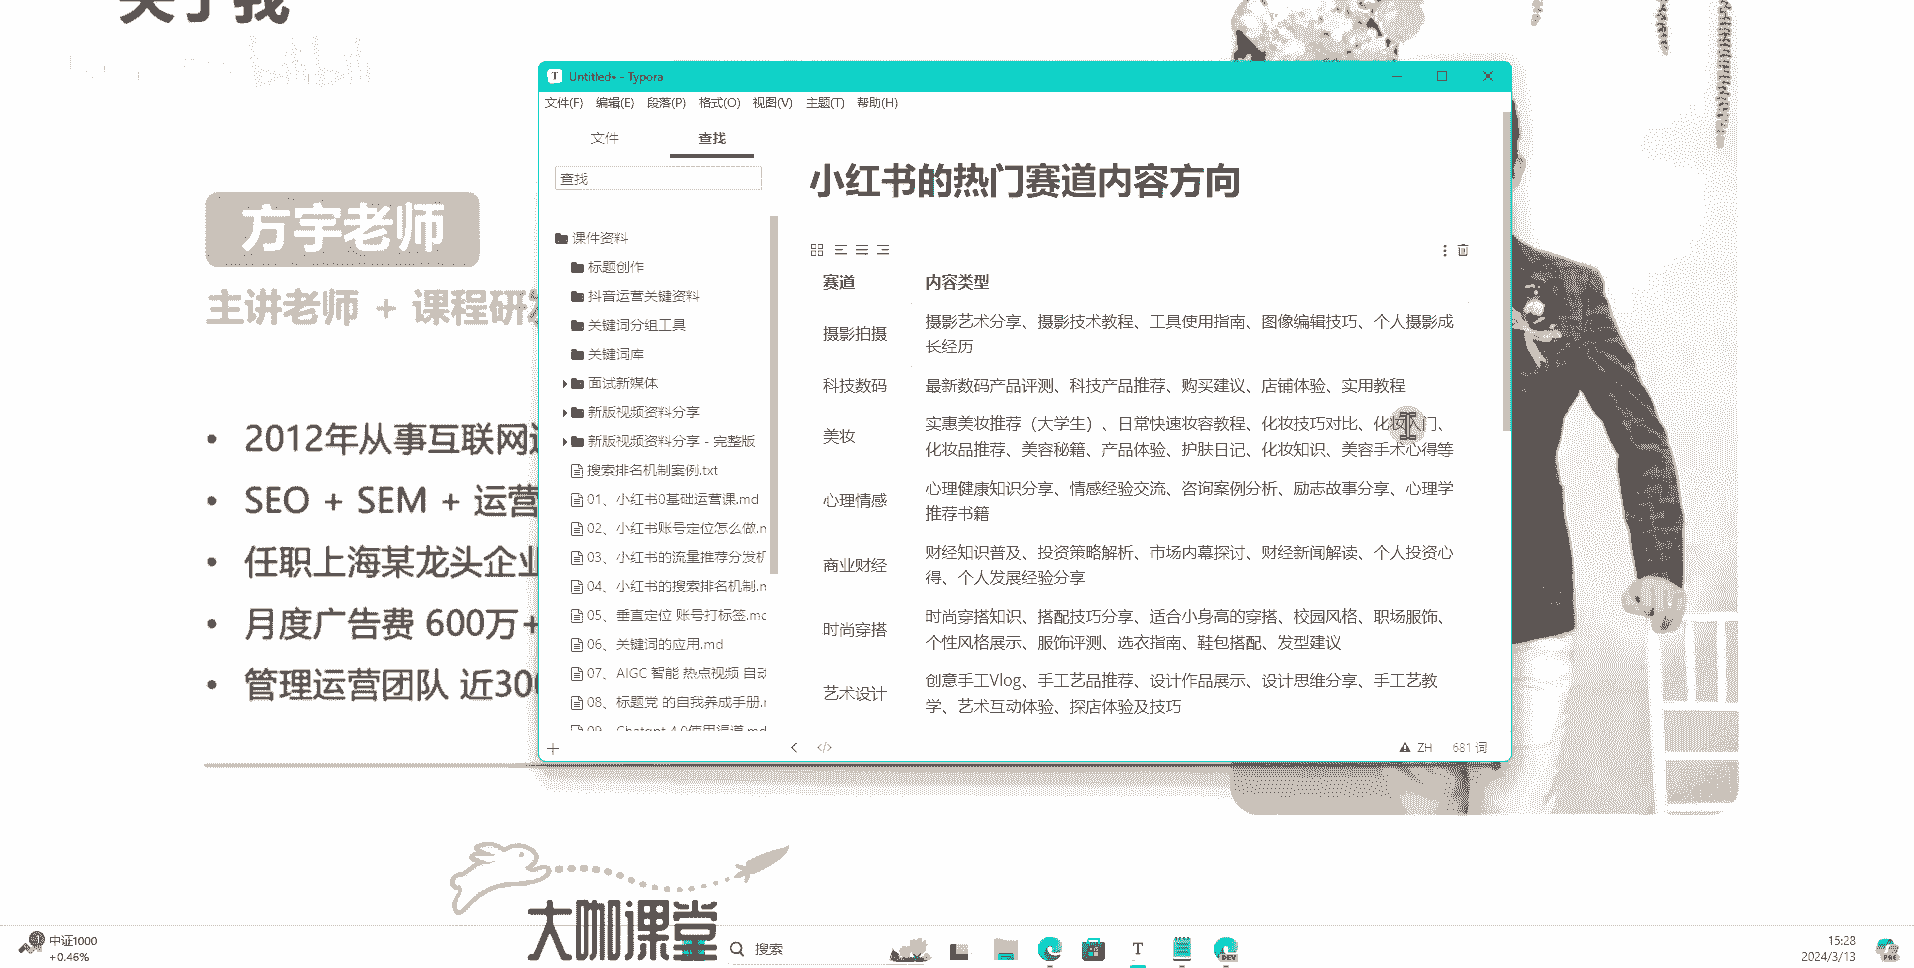 关于我
方宇老师
主讲老师 + 课程研
2012年从事互联网
SEO + SEM + 运营
任职上海某龙头企业
月度广告费 600万+
管理运营团队 近300
Untitled• - Typora
文件(F) 编辑(E) 段落(P) 格式(O) 视图(V) 主题(T) 帮助(H)
文件 查找
查找
课件资料
标题创作
抖音运营关键资料
关键词分组工具
关键词库
面试新媒体
新版视频资料分享
新版视频资料分享 - 完整版
搜索排名机制案例.txt
01、小红书0基础运营课.md
02、小红书账号定位怎么做.m
03、小红书的流量推荐分发机
04、小红书的搜索排名机制.m
05、垂直定位 账号打标签.mc
06、关键词的应用.md
07、AIGC 智能 热点视频 自动
08、标题党 的自我养成手册.r
09、Chatgpt 4.0使用渠道.md
小红书的热门赛道内容方向
赛道 内容类型
摄影拍摄 摄影艺术分享、摄影技术教程、工具使用指南、图像编辑技巧、个人摄影成
长经历
科技数码 最新数码产品评测、科技产品推荐、购买建议、店铺体验、实用教程
美妆 实惠美妆推荐（大学生）、日常快速妆容教程、化妆技巧对比、化妆入门、
化妆品推荐、美容秘籍、产品体验、护肤日记、化妆知识、美容手术心得等
心理情感 心理健康知识分享、情感经验交流、咨询案例分析、励志故事分享、心理学
推荐书籍
商业财经 财经知识普及、投资策略解析、市场内幕探讨、财经新闻解读、个人投资心
得、个人发展经验分享
时尚穿搭 时尚穿搭知识、搭配技巧分享、适合小身高的穿搭、校园风格、职场服饰、
个性风格展示、服饰评测、选衣指南、鞋包搭配、发型建议
艺术设计 创意手工Vlog、手工艺品推荐、设计作品展示、设计思维分享、手工艺教
学、艺术互动体验、探店体验及技巧
ZH 681 词
大咖课堂
中证1000
+0.46%
搜索
T
DEV
15:28
2024/3/13
PRE